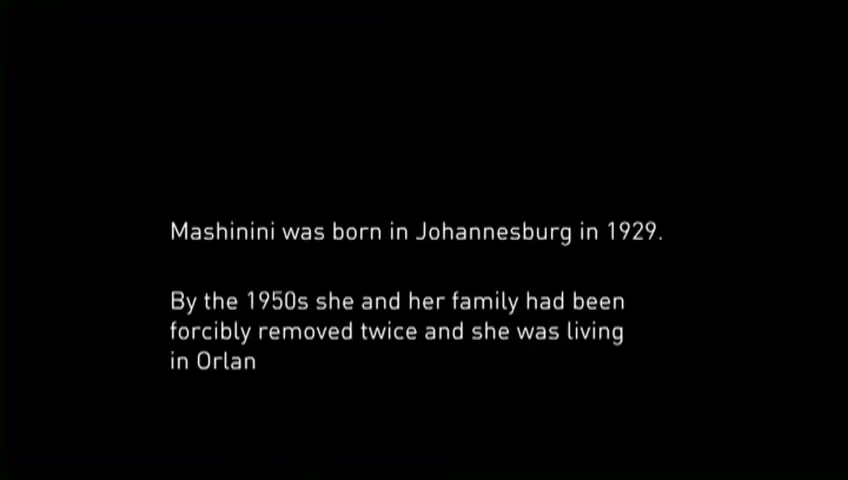 Mashinini was born in Johannesburg in 1929.
By the 1950s she and her family had been
forcibly removed twice and she was living
in Orlan